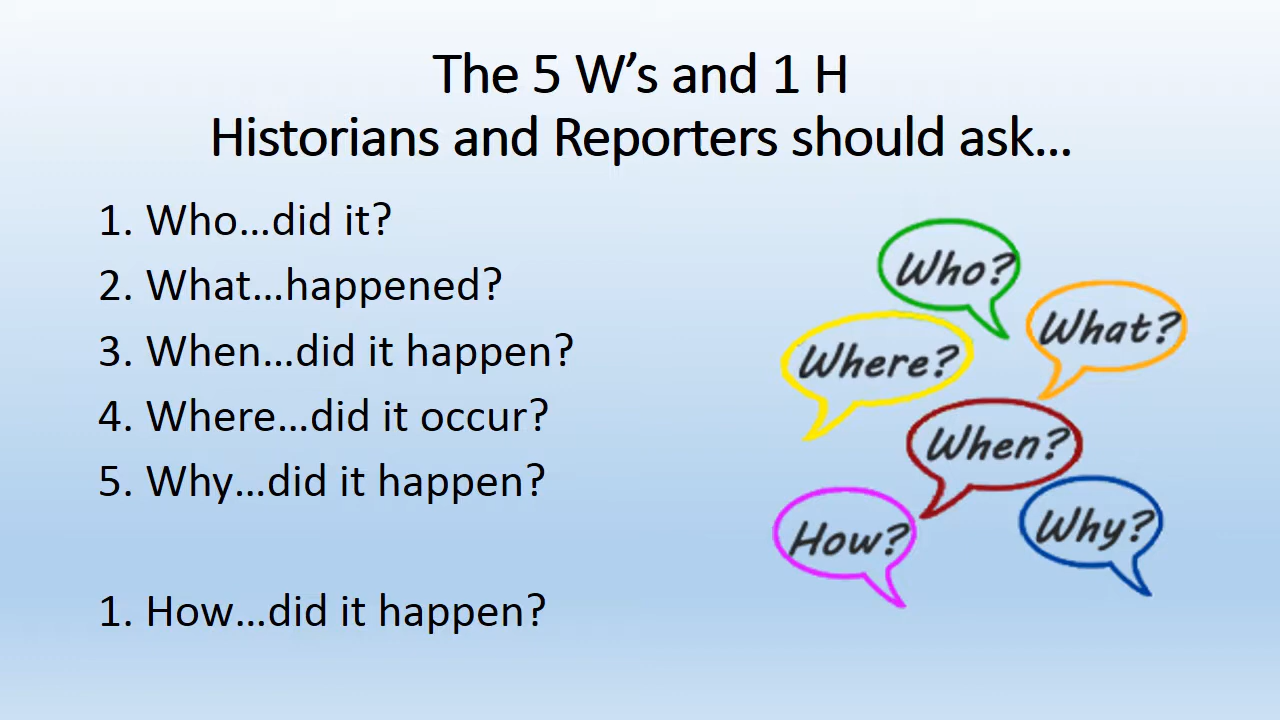 The 5 W’s and 1 H
Historians and Reporters should ask…
1. Who…did it?
2. What…happened?
3. When…did it happen?
4. Where…did it occur?
5. Why…did it happen?
1. How…did it happen?
Who?
What?
Where?
When?
How?
Why?